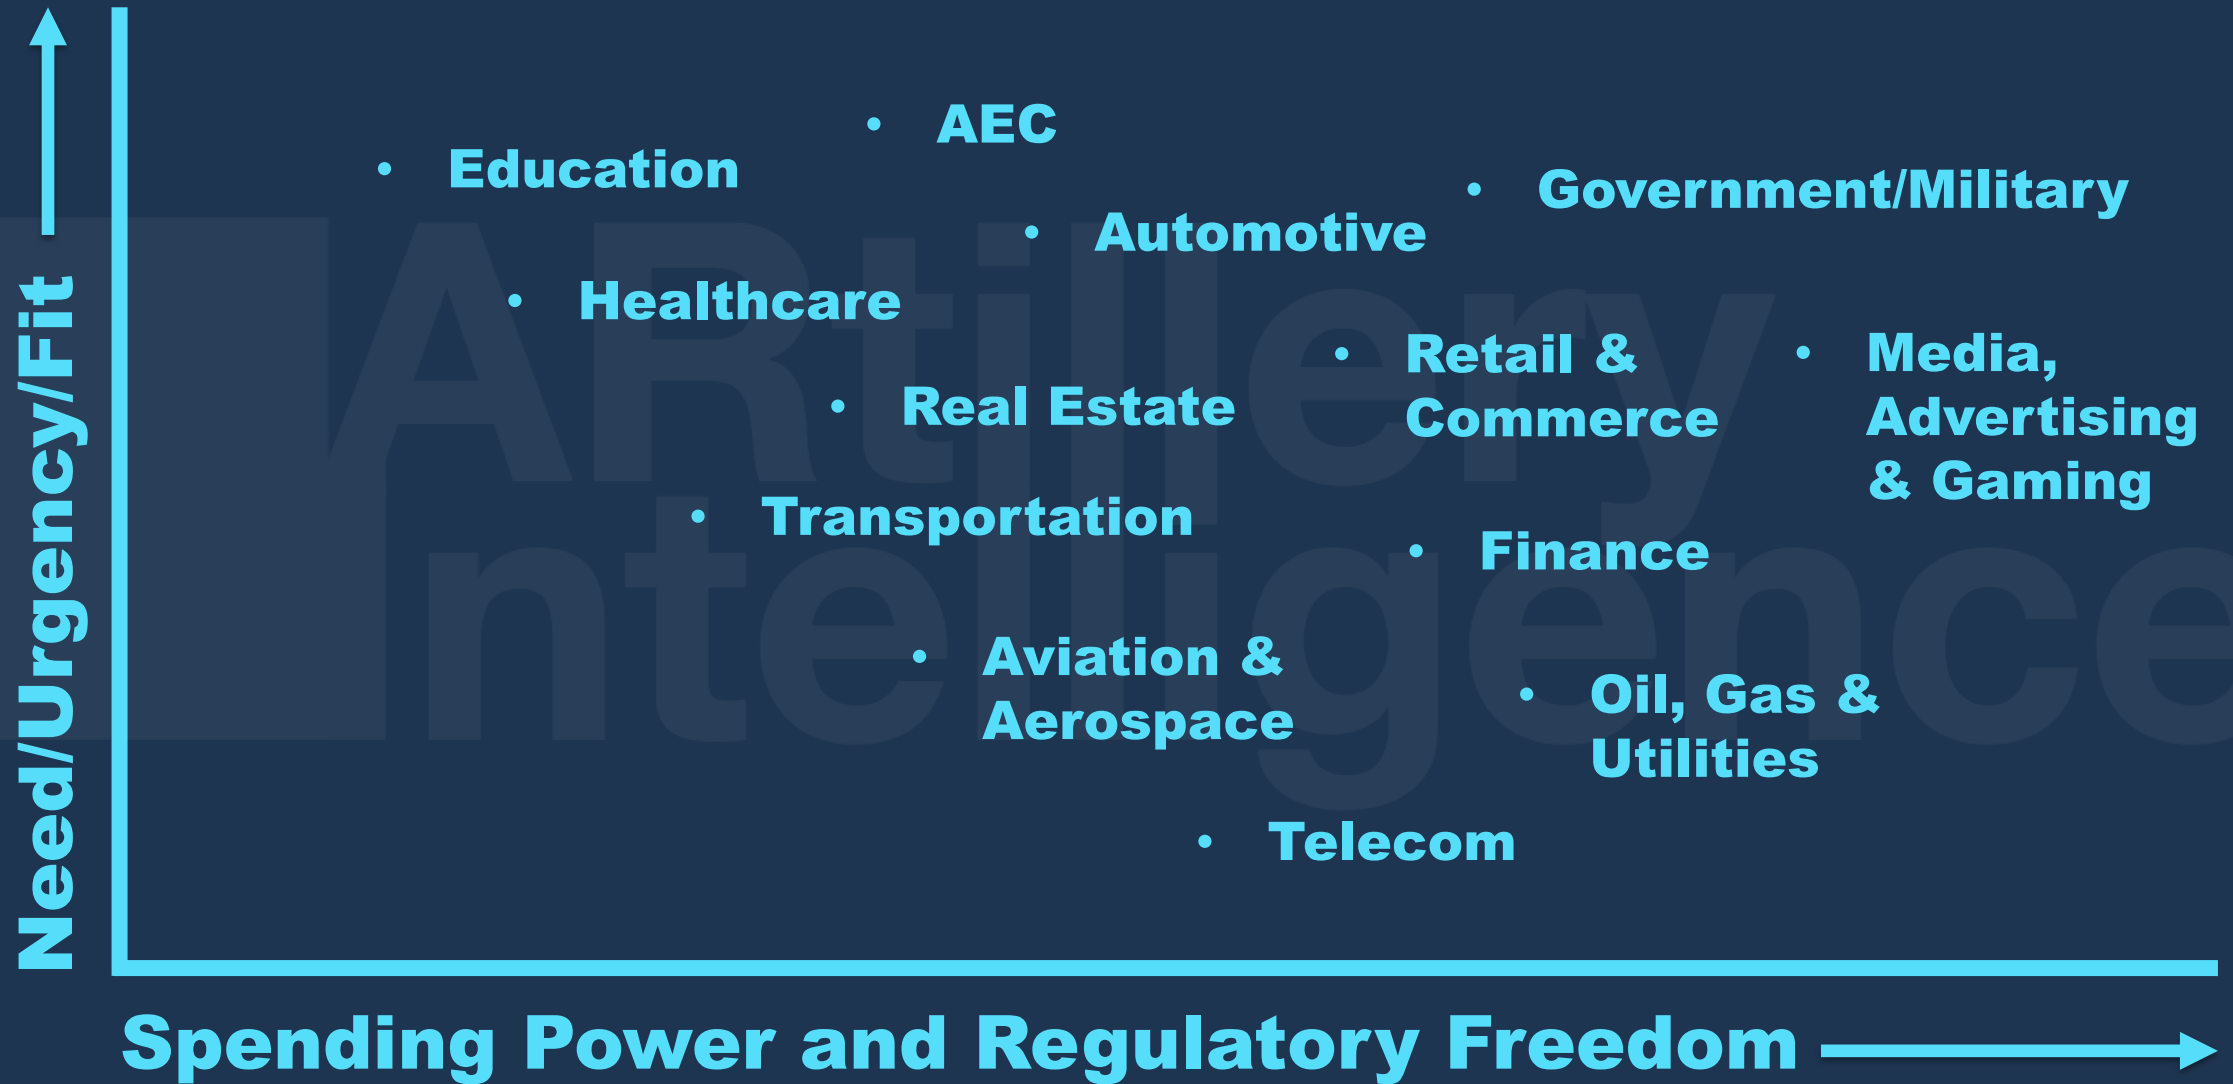 AEC
Education
Government/Military
Automotive
Healthcare
Retail &
Commerce
Media,
Advertising
& Gaming
Real Estate
Transportation
Finance
Aviation &
Aerospace
Oil, Gas &
Utilities
Telecom
Need/Urgency/Fit
Spending Power and Regulatory Freedom
ARtillery
Intelligence